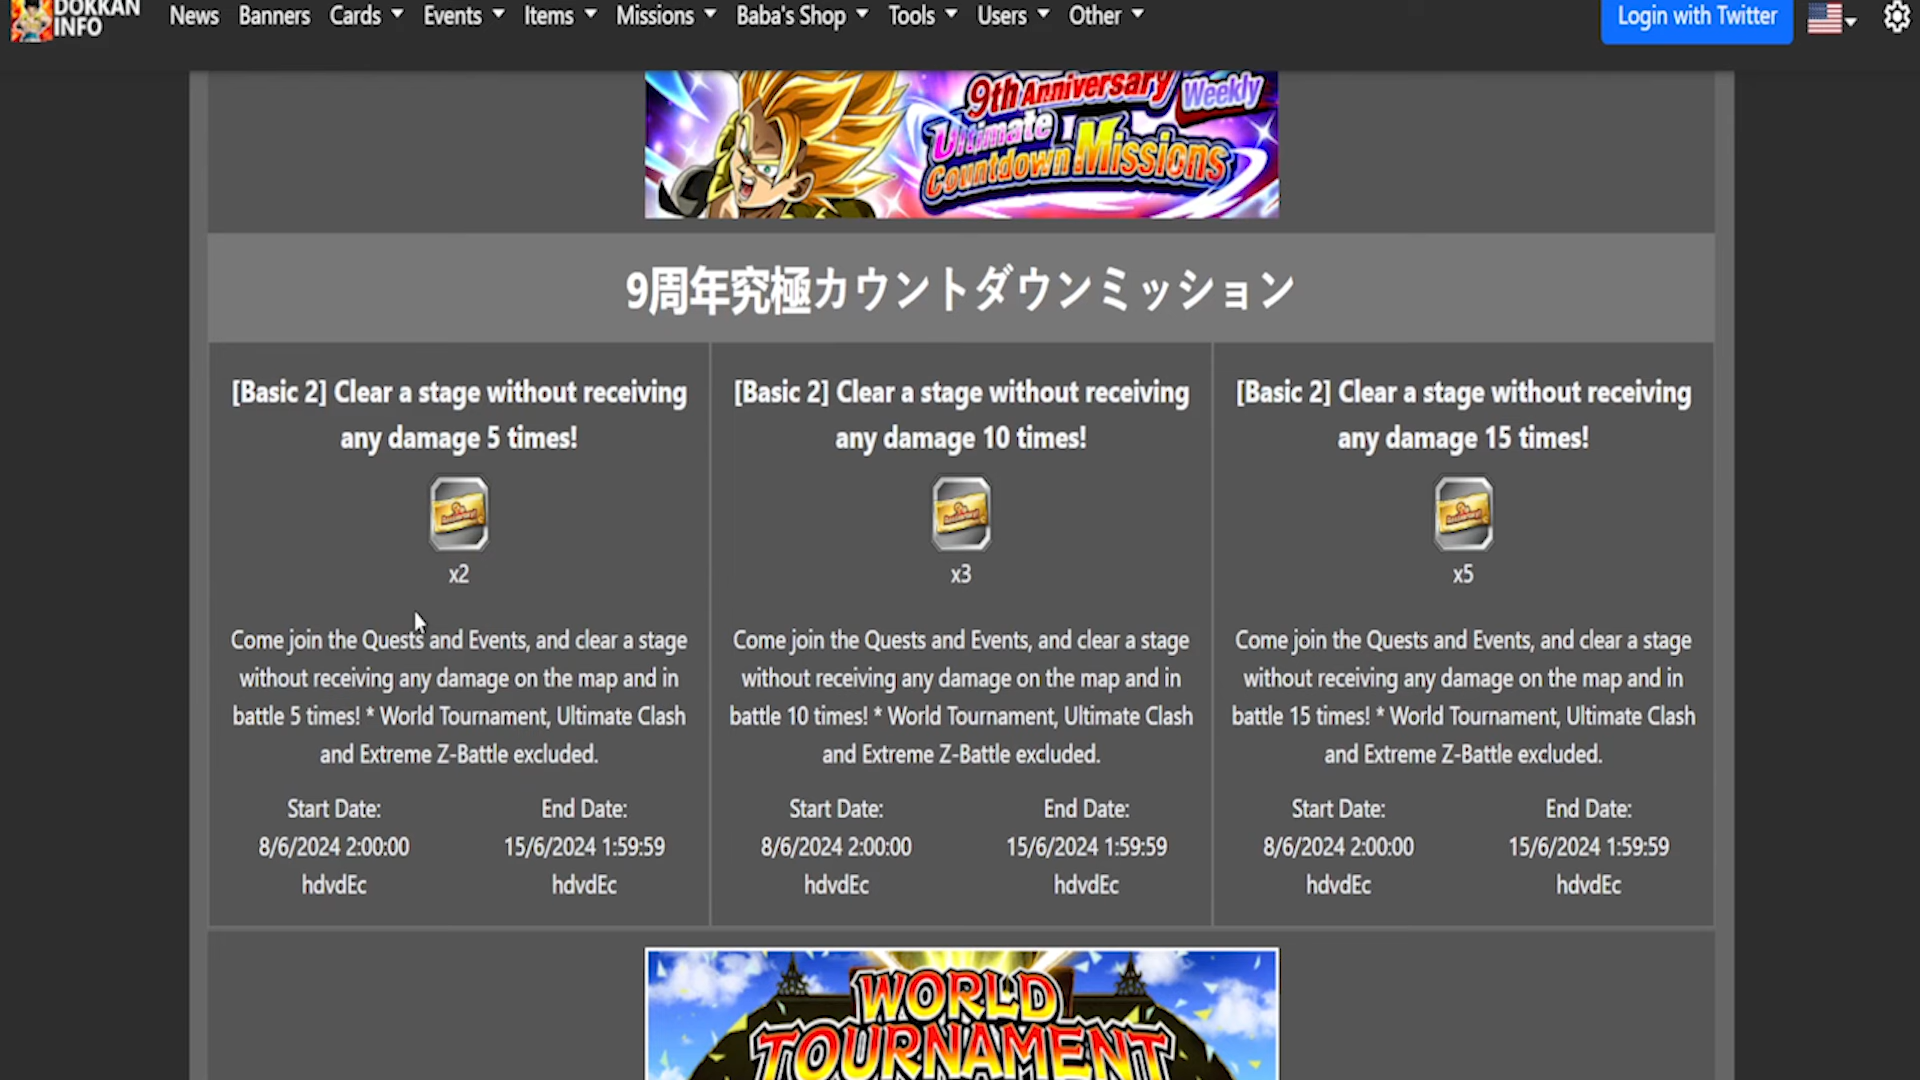 DOKKAN
INFO
News Banners Cards Events Items Missions Baba's Shop Tools Users Other Login with Twitter
9th Anniversary Weekly
Ultimate
Countdown Missions
9周年究極カウントダウンミッション
[Basic 2] Clear a stage without receiving
any damage 5 times!
x2
Come join the Quests and Events, and clear a stage
without receiving any damage on the map and in
battle 5 times! * World Tournament, Ultimate Clash
and Extreme Z-Battle excluded.
Start Date: End Date:
8/6/2024 2:00:00 15/6/2024 1:59:59
hdvdEc hdvdEc
[Basic 2] Clear a stage without receiving
any damage 10 times!
x3
Come join the Quests and Events, and clear a stage
without receiving any damage on the map and in
battle 10 times! * World Tournament, Ultimate Clash
and Extreme Z-Battle excluded.
Start Date: End Date:
8/6/2024 2:00:00 15/6/2024 1:59:59
hdvdEc hdvdEc
[Basic 2] Clear a stage without receiving
any damage 15 times!
x5
Come join the Quests and Events, and clear a stage
without receiving any damage on the map and in
battle 15 times! * World Tournament, Ultimate Clash
and Extreme Z-Battle excluded.
Start Date: End Date:
8/6/2024 2:00:00 15/6/2024 1:59:59
hdvdEc hdvdEc
WORLD
TOURNAMENT